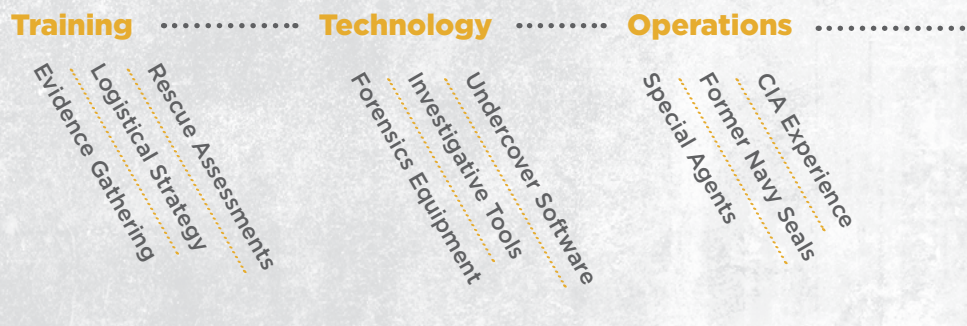 Training
Technology
Operations
Evidence Gathering
Logistical Strategy
Rescue Assessments
Forensics Equipment
Investigative Tools
Undercover Software
Special Agents
Former Navy Seals
CIA Experience